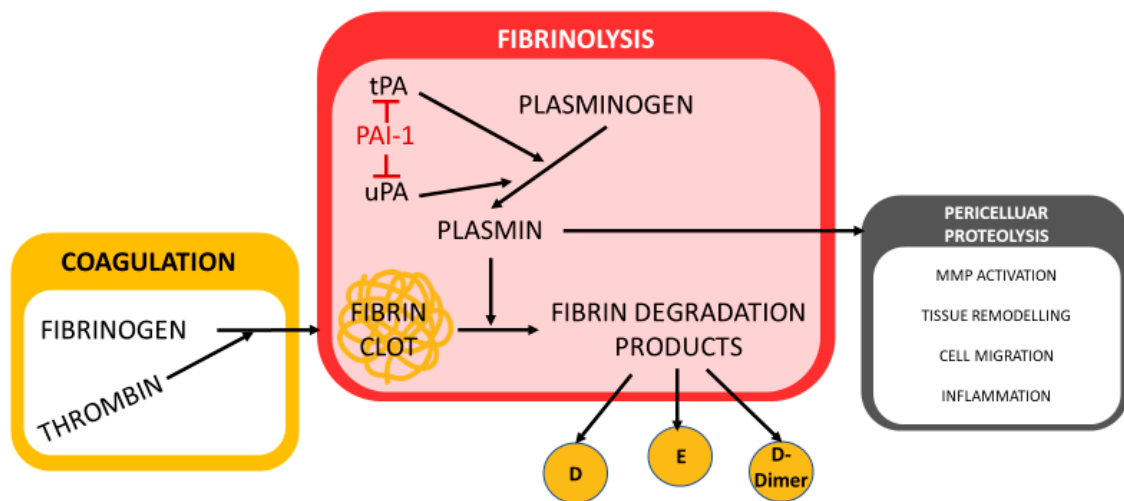 FIBRINOLYSIS
tPA
PLASMINOGEN
PAI-1
uPA
PLASMIN
PERICELLUAR
PROTEOLYSIS
MMP ACTIVATION
TISSUE REMODELLING
CELL MIGRATION
INFLAMMATION
COAGULATION
FIBRINOGEN
THROMBIN
FIBRIN
CLOT
FIBRIN DEGRADATION
PRODUCTS
D
E
D-
Dimer